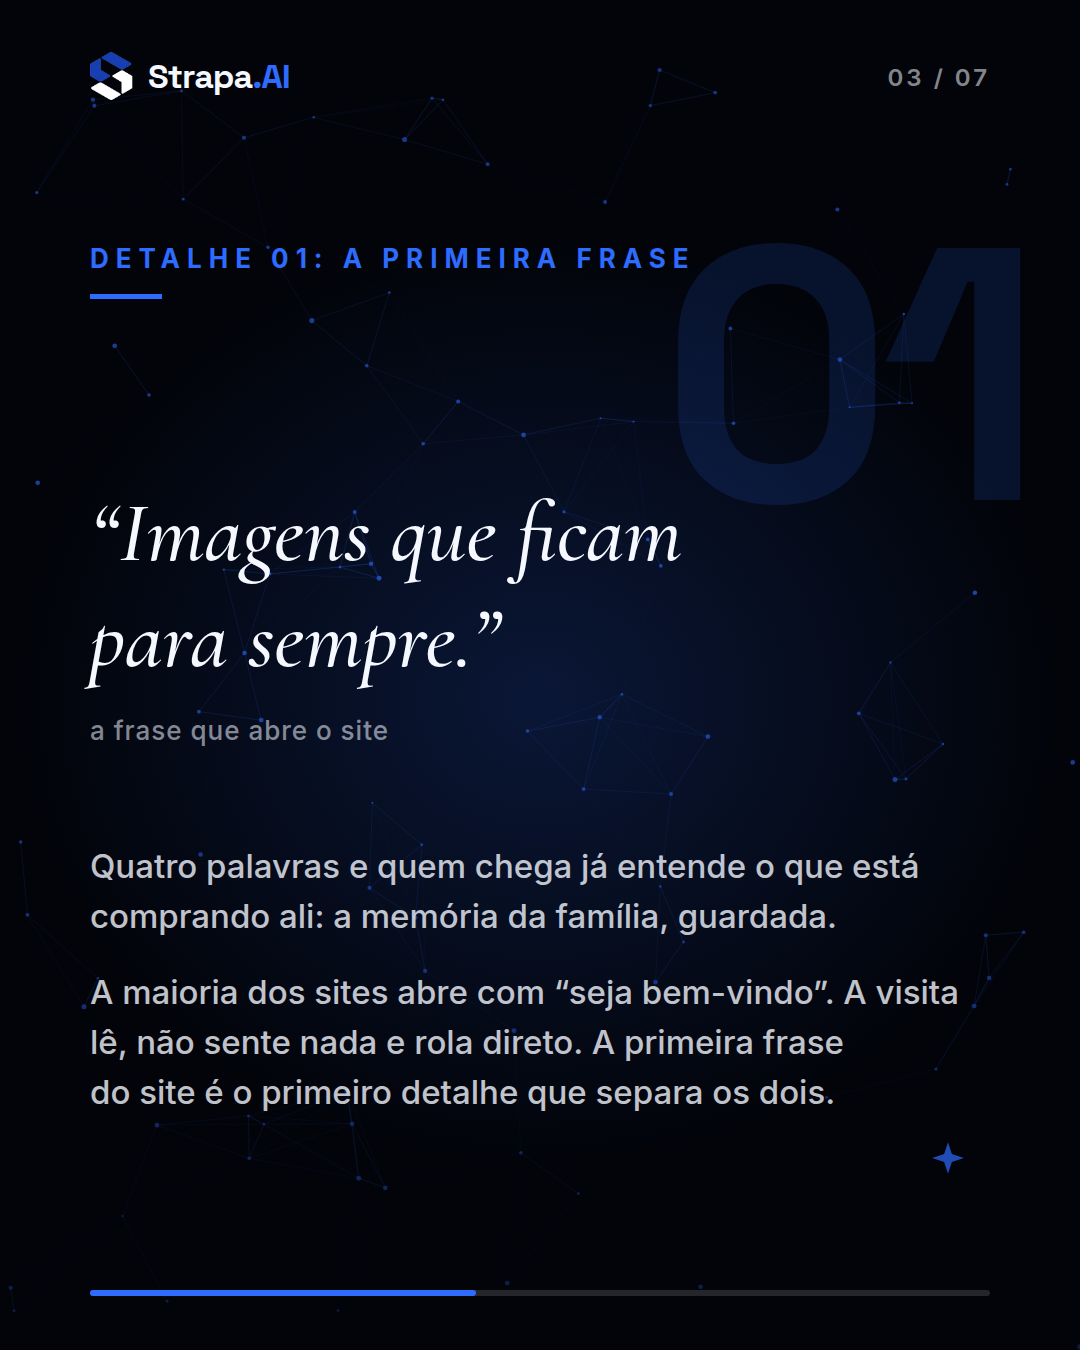 Strapa.AI
03 / 07
DETALHE 01: A PRIMEIRA FRASE
01
“Imagens que ficam
para sempre.”
a frase que abre o site
Quatro palavras e quem chega já entende o que está
comprando ali: a memória da família, guardada.
A maioria dos sites abre com “seja bem-vindo”. A visita
lê, não sente nada e rola direto. A primeira frase
do site é o primeiro detalhe que separa os dois.